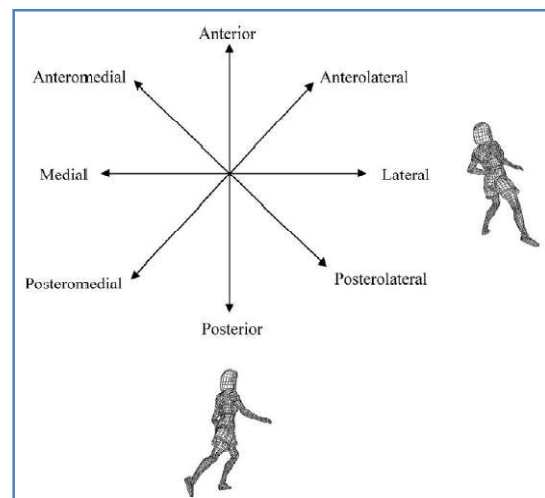 Anterior
Anteromedial
Anterolateral
Medial
Lateral
Posteromedial
Posterolateral
Posterior